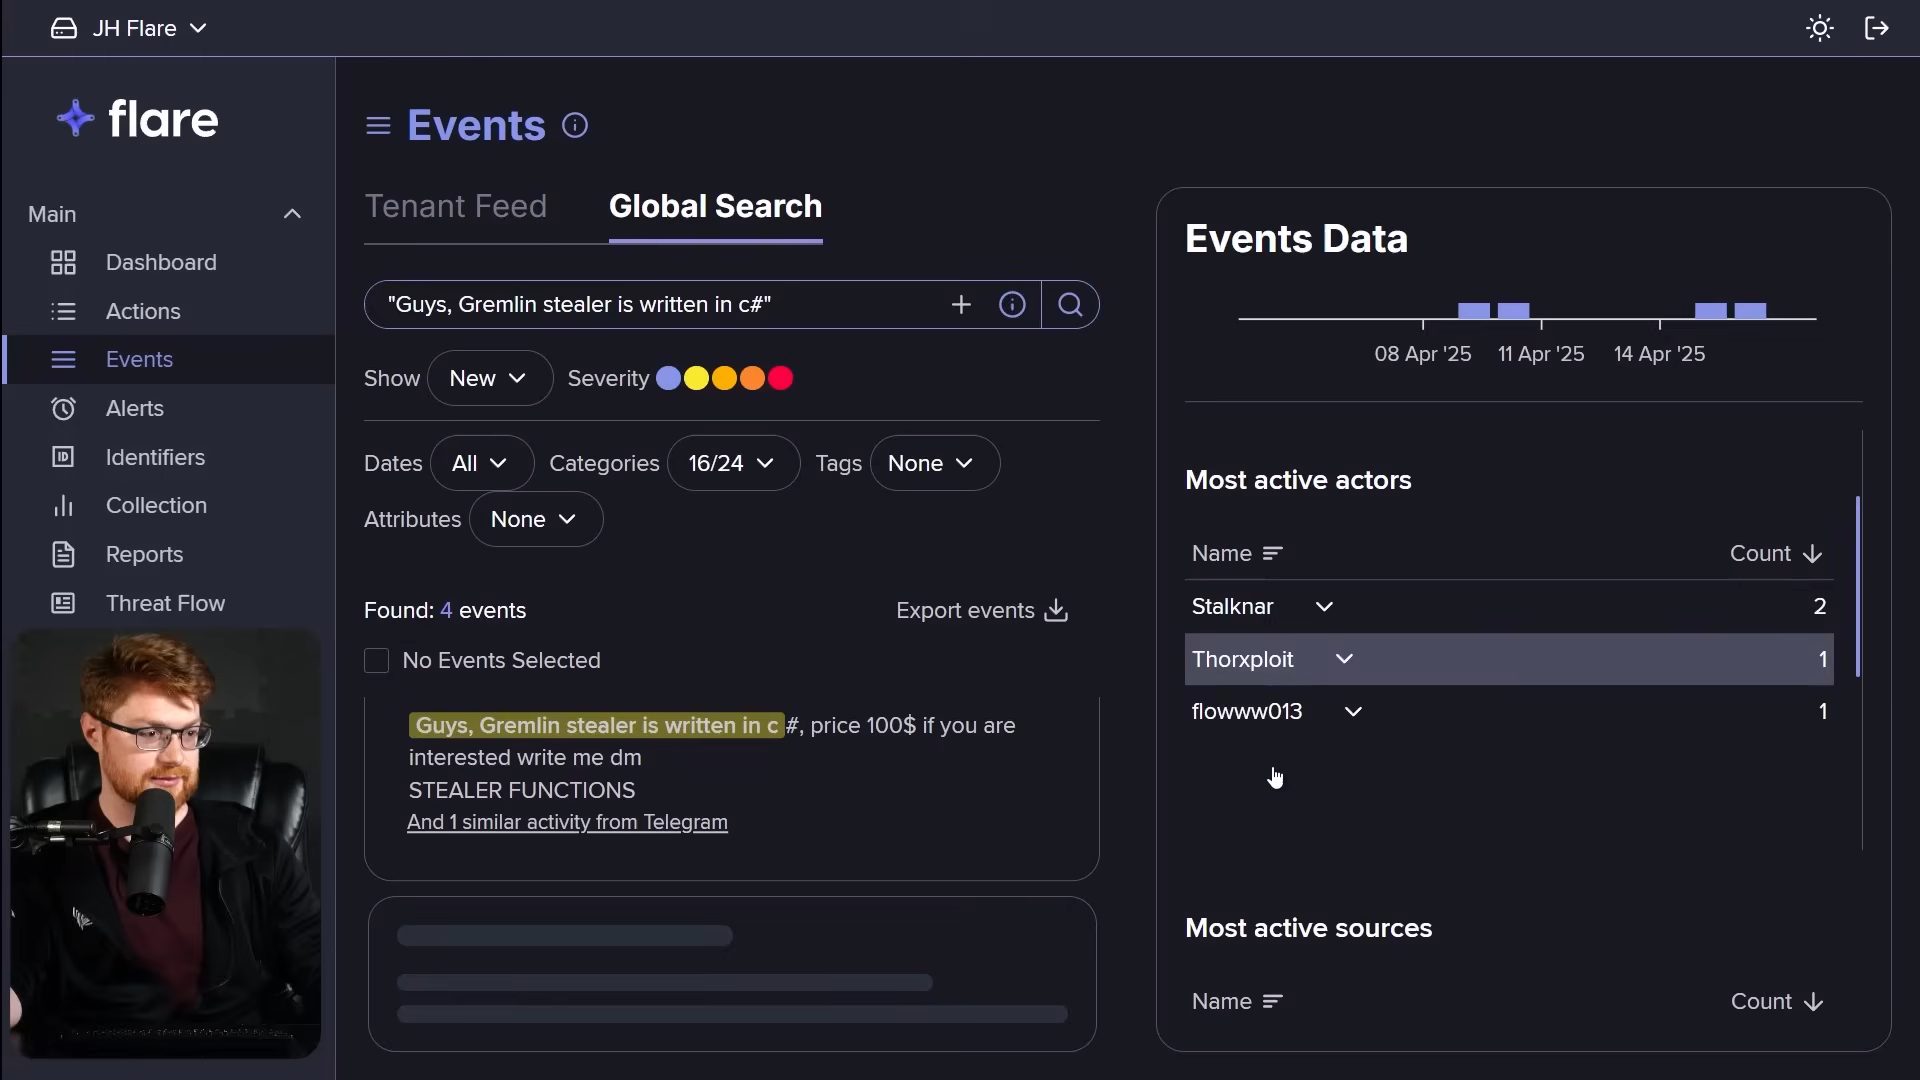 JH Flare
flare
Main
Dashboard
Actions
Events
Alerts
Identifiers
Collection
Reports
Threat Flow
Events
Tenant Feed
Global Search
"Guys, Gremlin stealer is written in c#"
Show New Severity
Dates All Categories 16/24 Tags None
Attributes None
Found: 4 events
Export events
No Events Selected
Guys, Gremlin stealer is written in c#, price 100$ if you are
interested write me dm
STEALER FUNCTIONS
And 1 similar activity from Telegram
Events Data
08 Apr '25 11 Apr '25 14 Apr '25
Most active actors
Name Count
Stalknar 2
Thorxploit 1
flowww013 1
Most active sources
Name Count